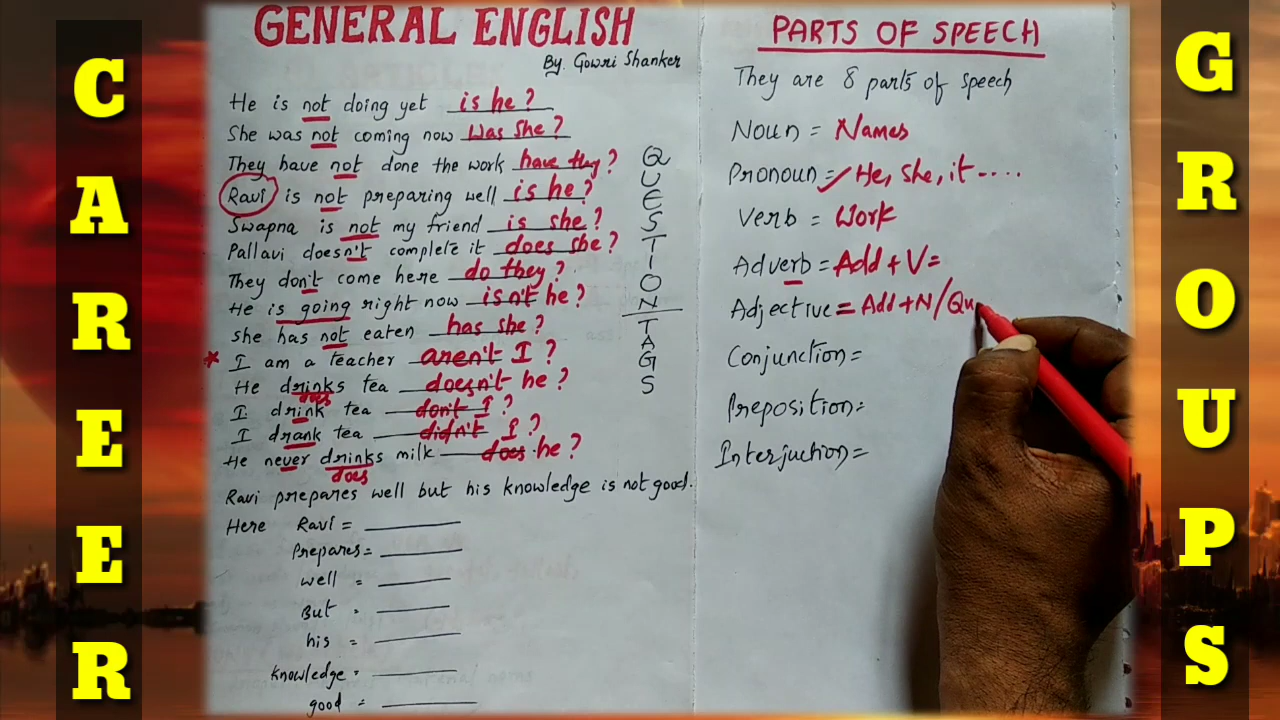 CAREER
GENERAL ENGLISH
By. Gowri Shanker
He is not doing yet is he?
She was not coming now was she?
They have not done the work have they?
Ravi is not preparing well is he?
Swapna is not my friend is she?
Pallavi doesn't complete it does she?
They don't come here do they?
He is going right now isn't he?
She has not eaten has she?
* I am a teacher aren't I?
He drinks tea doesn't he?
does
I drink tea don't I?
I drank tea didn't I?
He never drinks milk does he?
does
Ravi prepares well but his knowledge is not good.
Here Ravi =
Prepares =
well =
But =
his =
knowledge =
good =
QUESTION TAGS
PARTS OF SPEECH
They are 8 parts of speech
Noun = Names
Pronoun = He, She, it ....
Verb = Work
Adverb = Add + V =
Adjective = Add + N/Qu
Conjunction =
Preposition =
Interjuction =
GROUPS